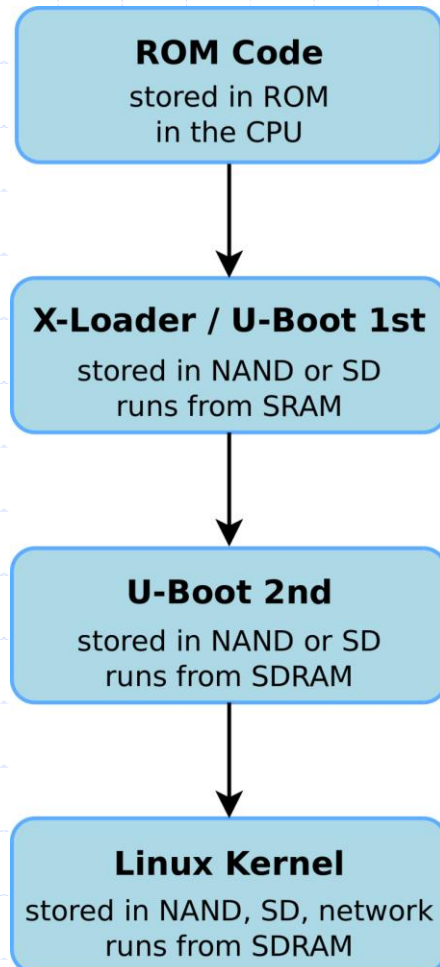 ROM Code
stored in ROM
in the CPU
X-Loader / U-Boot 1st
stored in NAND or SD
runs from SRAM
U-Boot 2nd
stored in NAND or SD
runs from SDRAM
Linux Kernel
stored in NAND, SD, network
runs from SDRAM